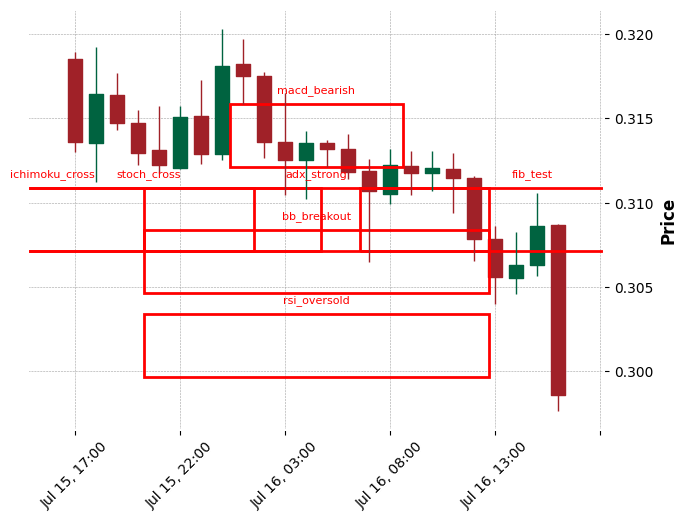 macd_bearish
ichimoku_cross
stoch_cross
adx_strong
fib_test
bb_breakout
rsi_oversold
0.320
0.315
0.310
0.305
0.300
Price
Jul 15, 17:00
Jul 15, 22:00
Jul 16, 03:00
Jul 16, 08:00
Jul 16, 13:00